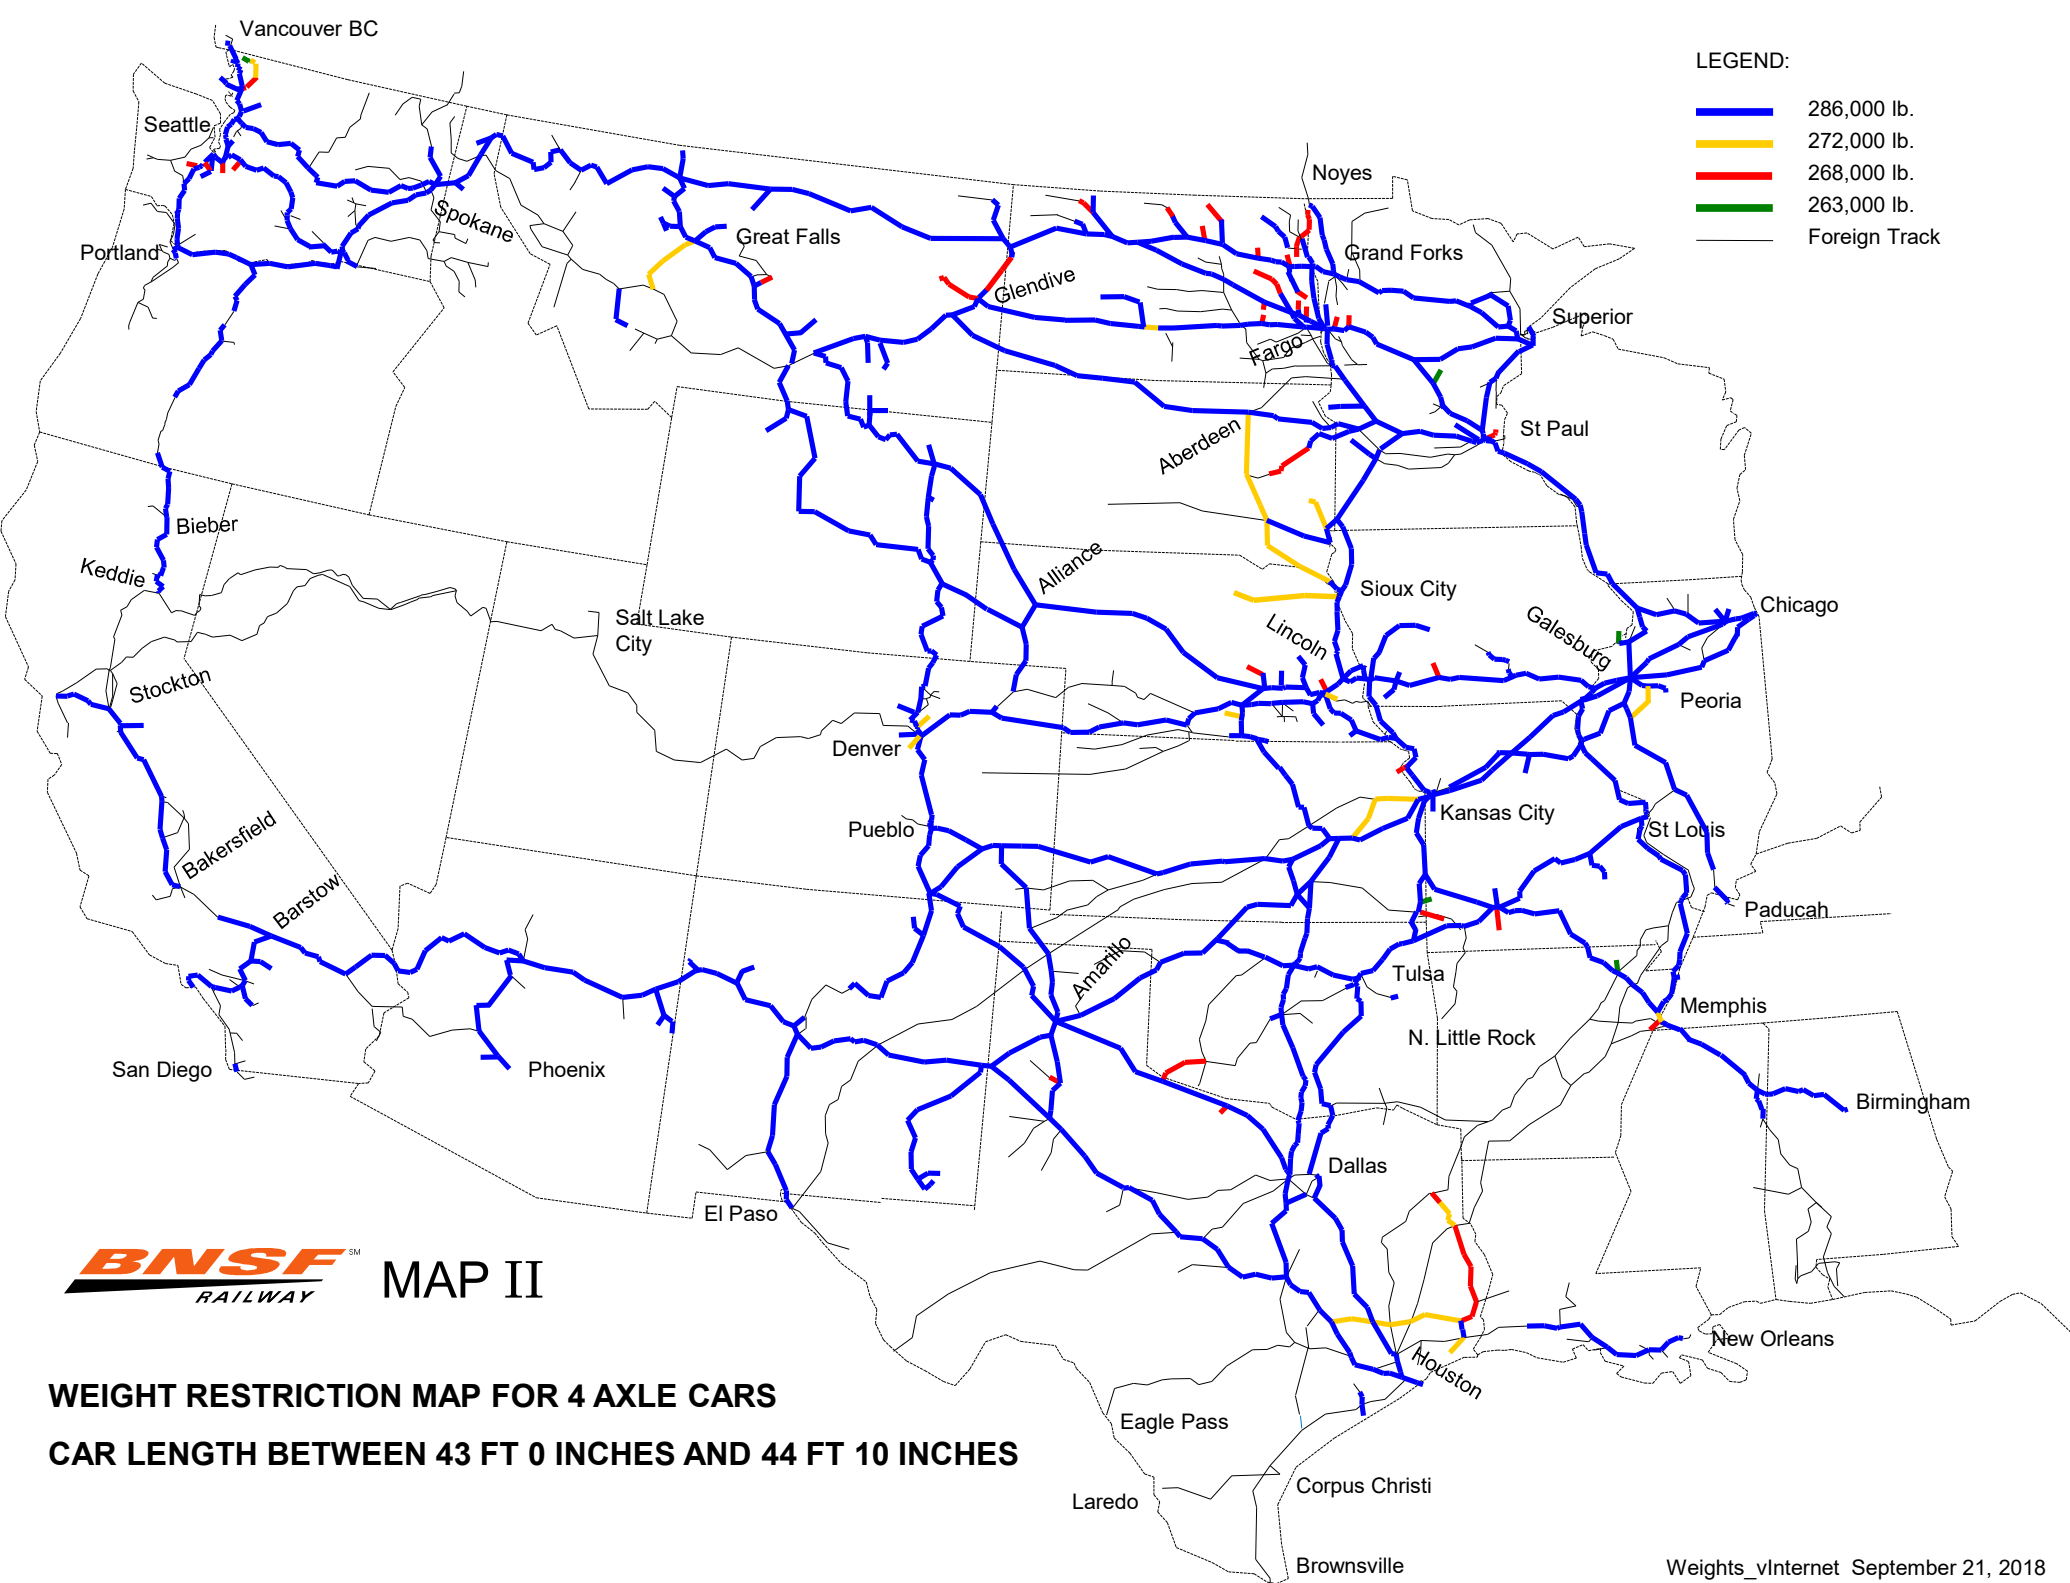 Vancouver BC
LEGEND:
286,000 lb.
272,000 lb.
268,000 lb.
263,000 lb.
Foreign Track
Seattle
Noyes
Spokane
Portland
Great Falls
Grand Forks
Glendive
Superior
Fargo
Aberdeen
St Paul
Bieber
Keddie
Alliance
Sioux City
Salt Lake
City
Lincoln
Galesburg
Chicago
Stockton
Peoria
Denver
Pueblo
Kansas City
St Louis
Bakersfield
Barstow
Paducah
Amarillo
Tulsa
Memphis
N. Little Rock
San Diego
Phoenix
Birmingham
Dallas
El Paso
BNSF SM
RAILWAY
MAP II
New Orleans
Houston
WEIGHT RESTRICTION MAP FOR 4 AXLE CARS
Eagle Pass
CAR LENGTH BETWEEN 43 FT 0 INCHES AND 44 FT 10 INCHES
Corpus Christi
Laredo
Brownsville
Weights_vInternet September 21, 2018